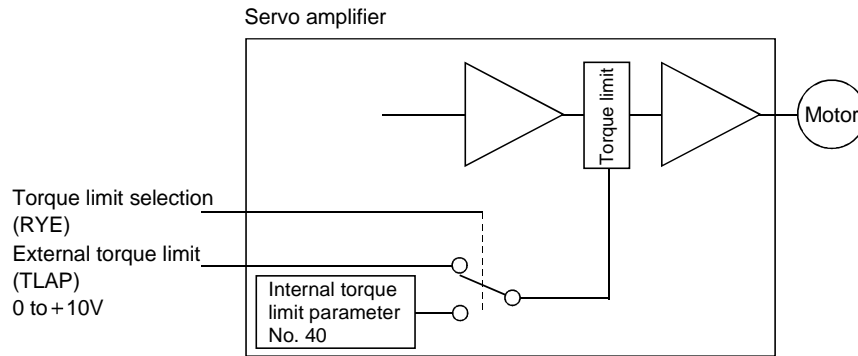 Servo amplifier
Torque limit
Motor
Torque limit selection
(RYE)
External torque limit
(TLAP)
0 to+10V
Internal torque
limit parameter
No. 40